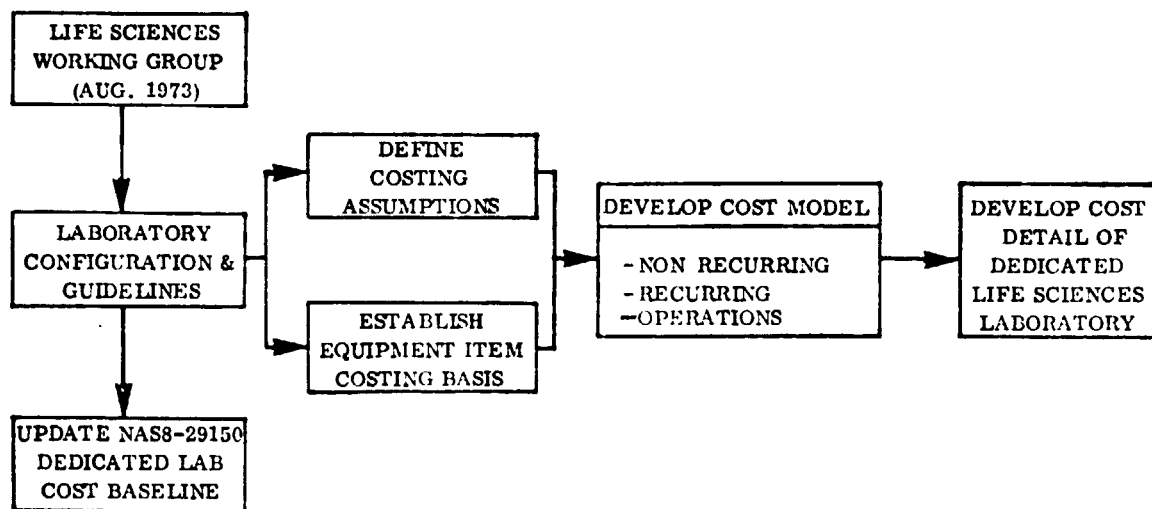 LIFE SCIENCES
WORKING GROUP
(AUG. 1973)
LABORATORY
CONFIGURATION &
GUIDELINES
UPDATE NAS8-29150
DEDICATED LAB
COST BASELINE
DEFINE
COSTING
ASSUMPTIONS
ESTABLISH
EQUIPMENT ITEM
COSTING BASIS
DEVELOP COST MODEL
-NON RECURRING
-RECURRING
-OPERATIONS
DEVELOP COST
DETAIL OF
DEDICATED
LIFE SCIENCES
LABORATORY